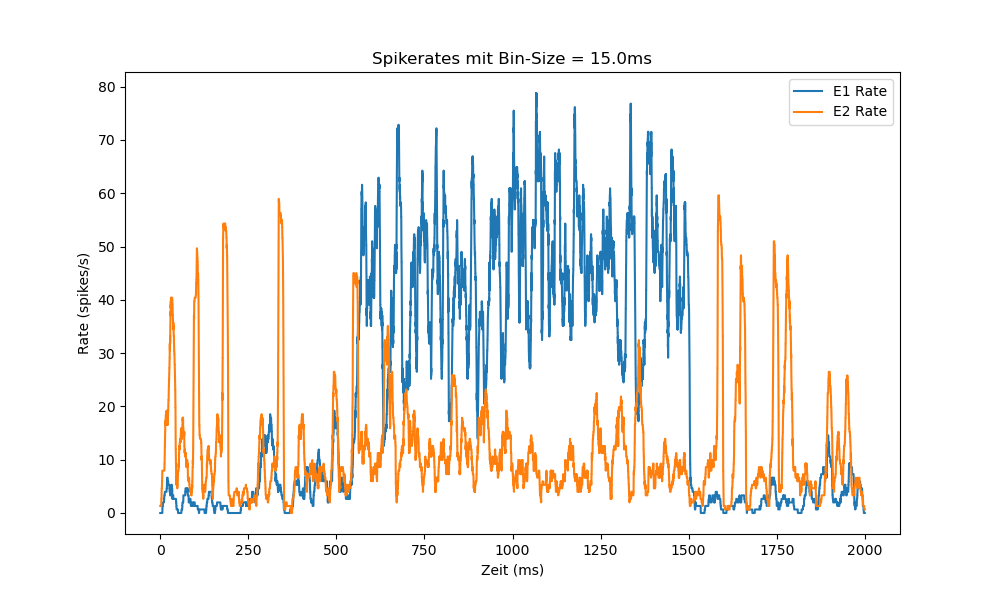 Spikerates mit Bin-Size = 15.0ms
E1 Rate
E2 Rate
Rate (spikes/s)
80
70
60
50
40
30
20
10
0
0 250 500 750 1000 1250 1500 1750 2000
Zeit (ms)